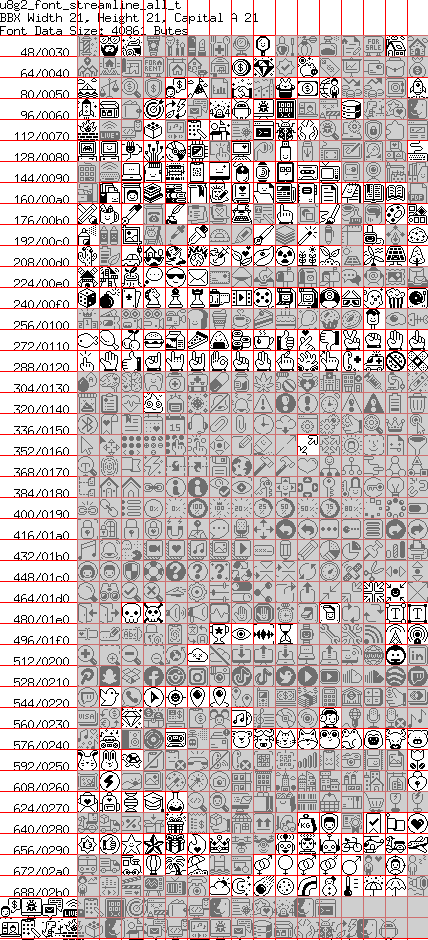 u8g2_font_streamline_all_t
BBX Width 21, Height 21, Capital A 21
Font Data Size: 40861 Bytes
48/0030
64/0040
80/0050
96/0060
112/0070
128/0080
144/0090
160/00a0
176/00b0
192/00c0
208/00d0
224/00e0
240/00f0
256/0100
272/0110
288/0120
304/0130
320/0140
336/0150
352/0160
368/0170
384/0180
400/0190
416/01a0
432/01b0
448/01c0
464/01d0
480/01e0
496/01f0
512/0200
528/0210
544/0220
560/0230
576/0240
592/0250
608/0260
624/0270
640/0280
656/0290
672/02a0
688/02b0